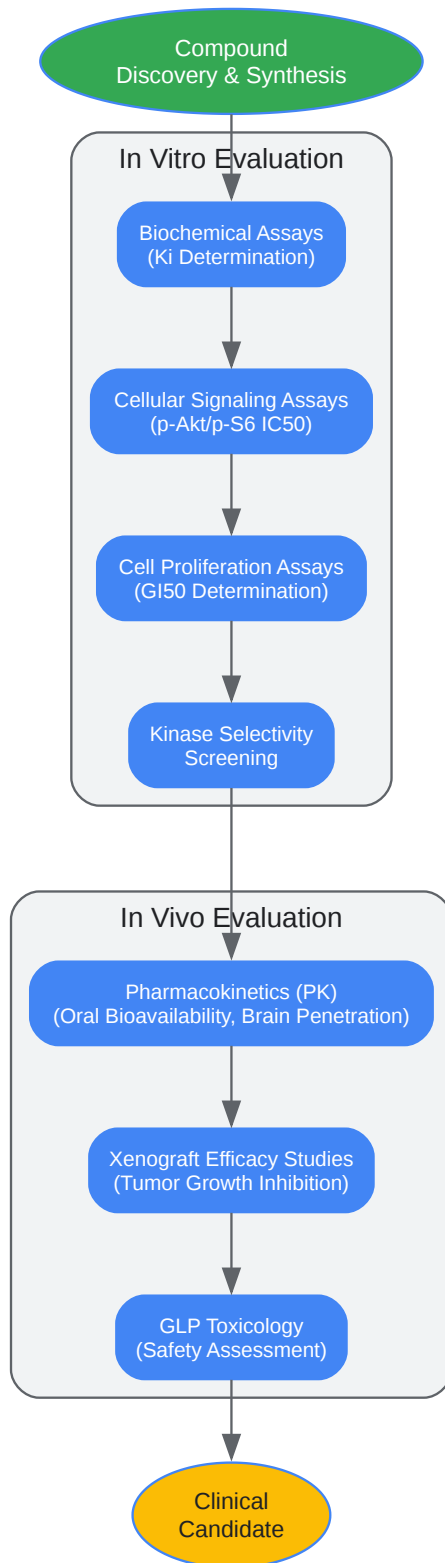 Compound
Discovery & Synthesis
In Vitro Evaluation
Biochemical Assays
(Ki Determination)
Cellular Signaling Assays
(p-Akt/p-S6 IC50)
Cell Proliferation Assays
(GI50 Determination)
Kinase Selectivity
Screening
In Vivo Evaluation
Pharmacokinetics (PK)
(Oral Bioavailability, Brain Penetration)
Xenograft Efficacy Studies
(Tumor Growth Inhibition)
GLP Toxicology
(Safety Assessment)
Clinical
Candidate